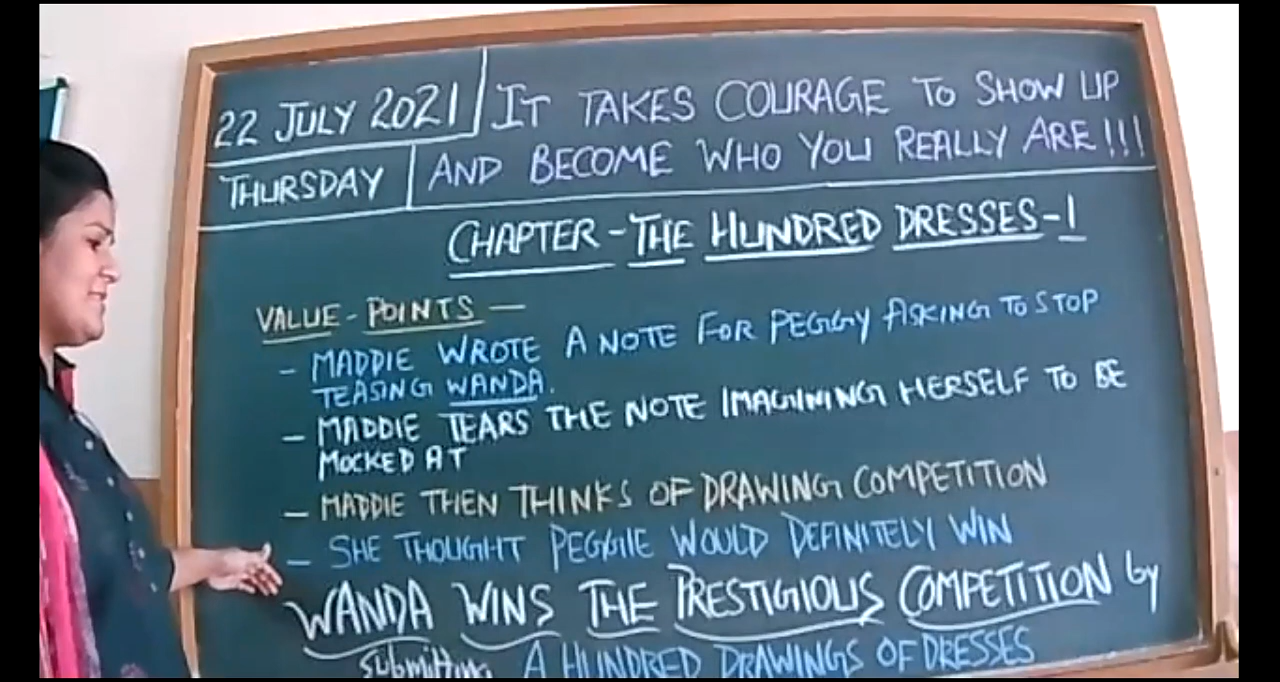 22 JULY 2021 IT TAKES COURAGE TO SHOW UP
THURSDAY AND BECOME WHO YOU REALLY ARE!!!
CHAPTER - THE HUNDRED DRESSES - 1
VALUE - POINTS —
- MADDIE WROTE A NOTE FOR PEGGY ASKING TO STOP
TEASING WANDA.
- MADDIE TEARS THE NOTE IMAGINING HERSELF TO BE
MOCKED AT
- MADDIE THEN THINKS OF DRAWING COMPETITION
- SHE THOUGHT PEGGIE WOULD DEFINITELY WIN
WANDA WINS THE PRESTIGIOUS COMPETITION by
submitting A HUNDRED DRAWINGS OF DRESSES